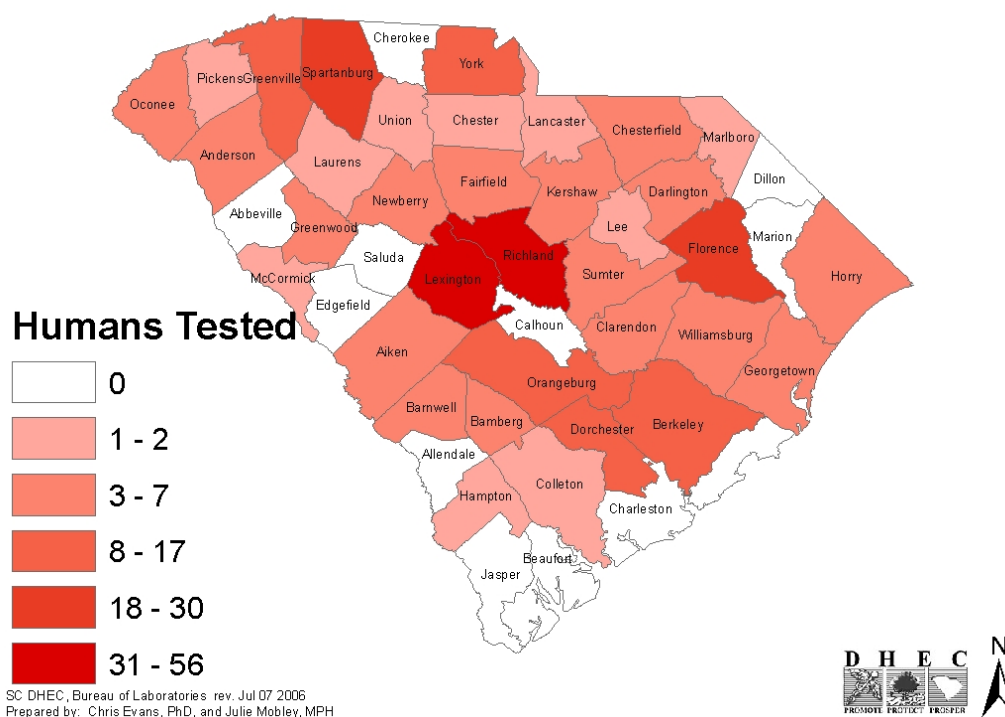 Cherokee
York
Spartanburg
Pickens
Greenville
Oconee
Union
Chester
Lancaster
Chesterfield
Marlboro
Anderson
Laurens
Fairfield
Kershaw
Darlington
Dillon
Newberry
Abbeville
Greenwood
Lee
Marion
Florence
Saluda
Richland
Lexington
Sumter
Horry
McCormick
Edgefield
Calhoun
Clarendon
Williamsburg
Aiken
Georgetown
Orangeburg
Barnwell
Bamberg
Dorchester
Berkeley
Allendale
Colleton
Hampton
Charleston
Beaufort
Jasper
Humans Tested
0
1 - 2
3 - 7
8 - 17
18 - 30
31 - 56
SC DHEC, Bureau of Laboratories rev. Jul 07 2006
Prepared by: Chris Evans, PhD, and Julie Mobley, MPH
D H E C
PROMOTE PROTECT PROSPER
N